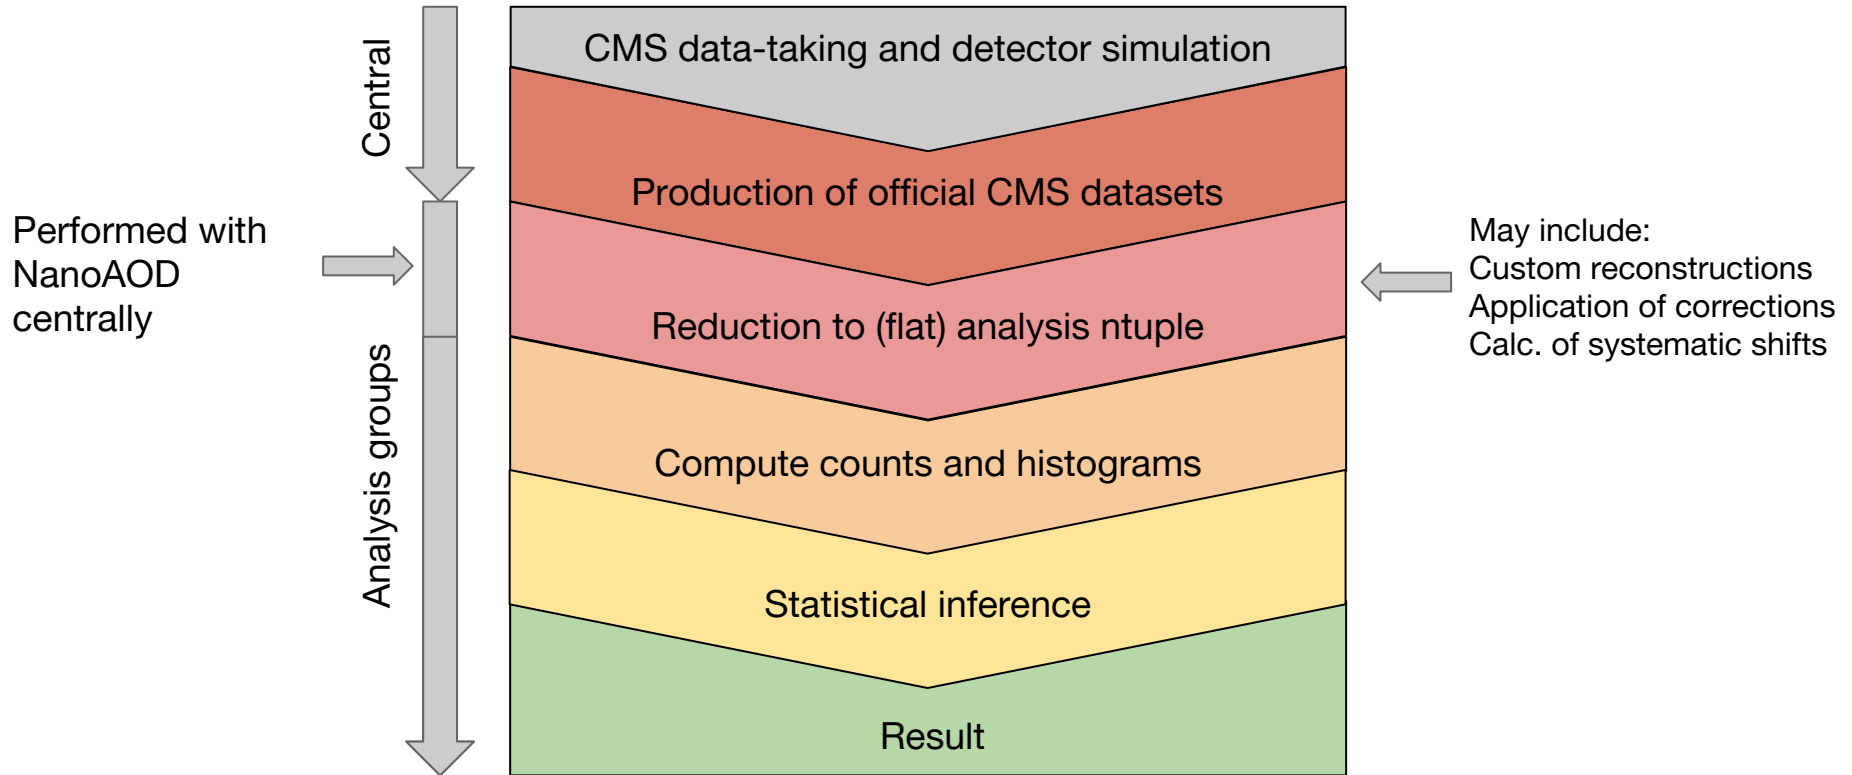 CMS data-taking and detector simulation
Central
Production of official CMS datasets
Performed with
NanoAOD
centrally
May include:
Custom reconstructions
Application of corrections
Calc. of systematic shifts
Reduction to (flat) analysis ntuple
Analysis groups
Compute counts and histograms
Statistical inference
Result